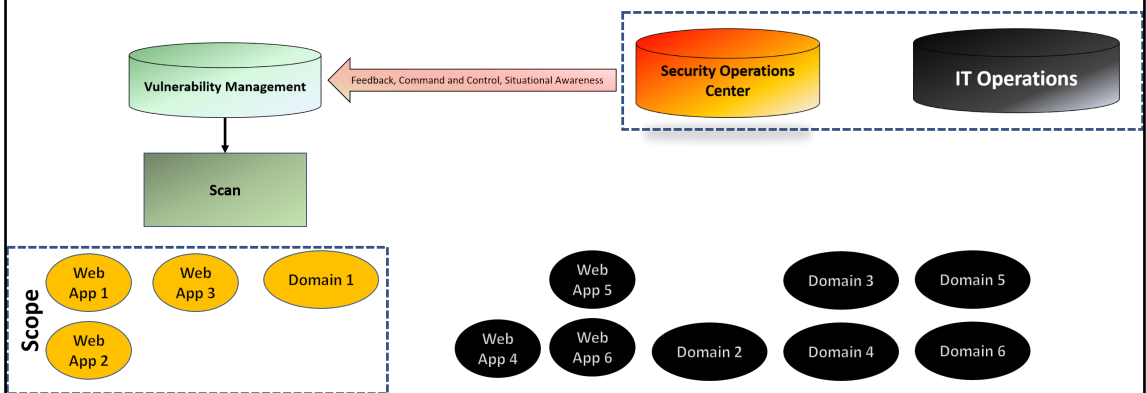 Vulnerability Management
Feedback, Command and Control, Situational Awareness
Security Operations
Center
IT Operations
Scan
Scope
Web
App 1
Web
App 3
Domain 1
Web
App 5
Domain 3
Domain 5
Web
App 2
Web
App 4
Web
App 6
Domain 2
Domain 4
Domain 6